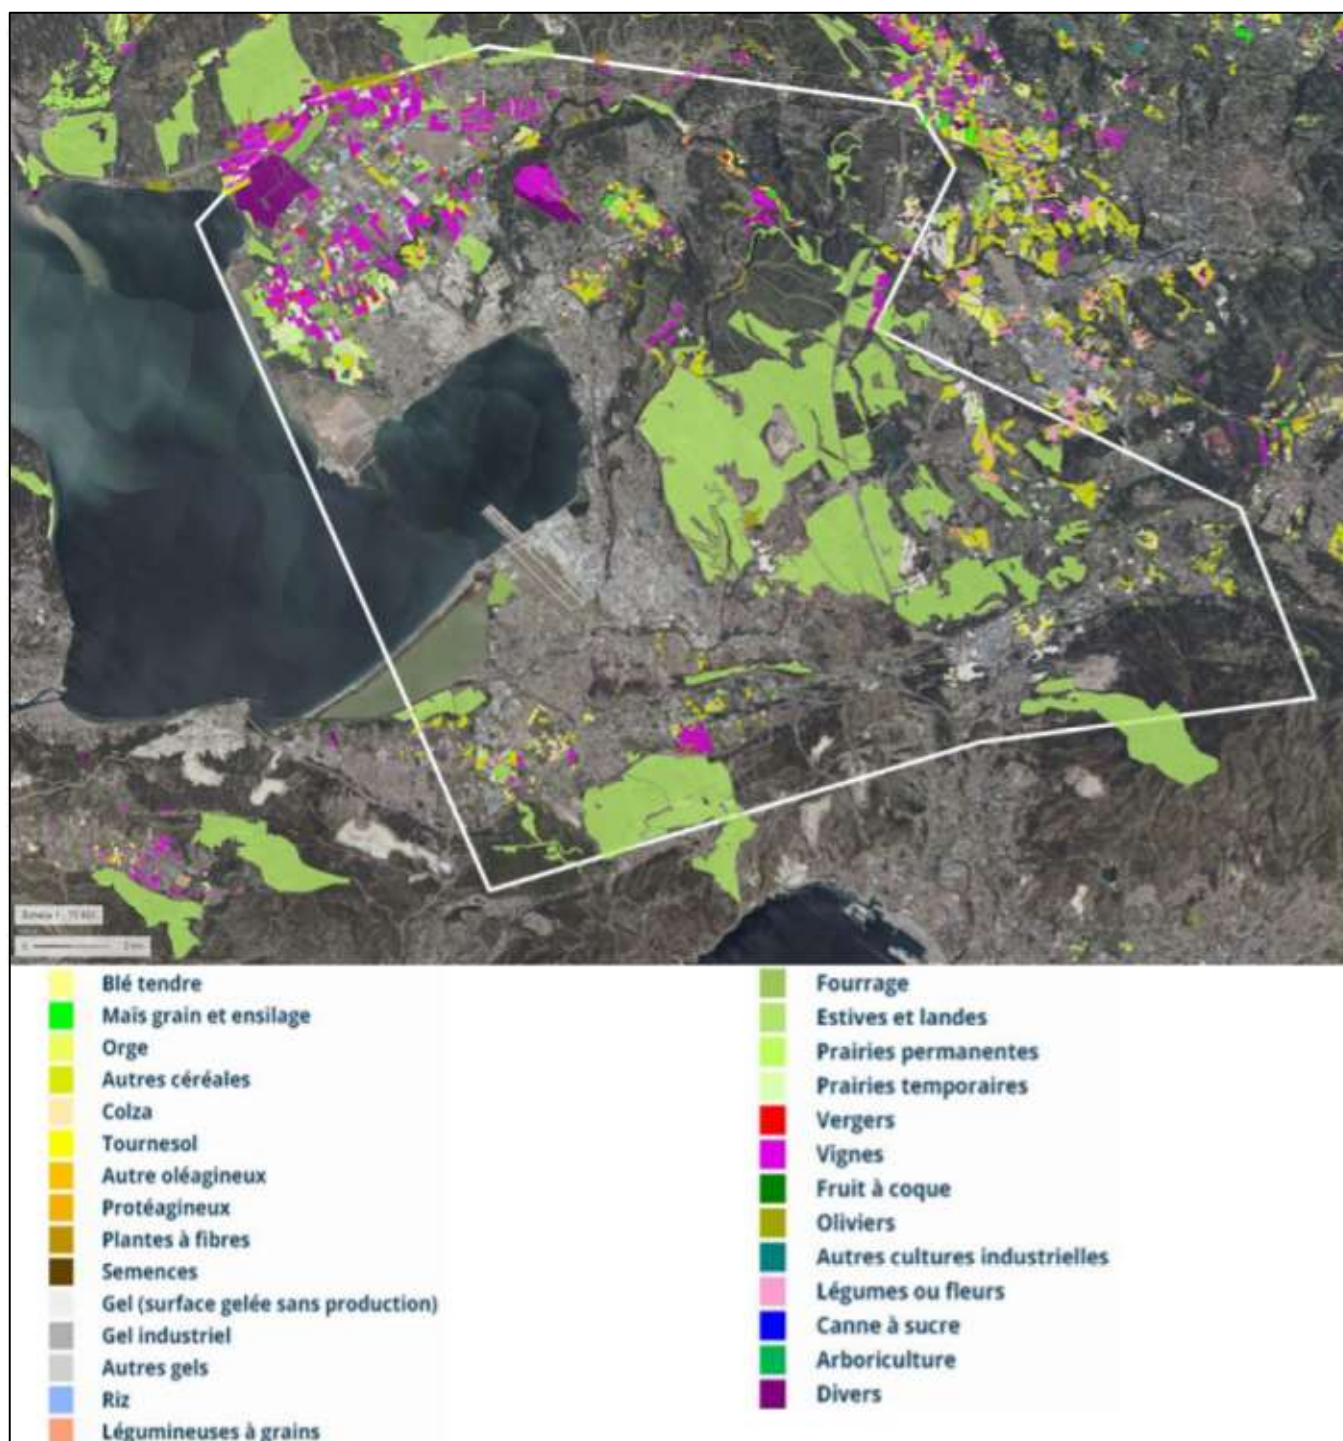 Blé tendre
Maïs grain et ensilage
Orge
Autres céréales
Colza
Tournesol
Autre oléagineux
Protéagineux
Plantes à fibres
Semences
Gel (surface gelée sans production)
Gel industriel
Autres gels
Riz
Légumineuses à grains
Fourrage
Estives et landes
Prairies permanentes
Prairies temporaires
Vergers
Vignes
Fruit à coque
Oliviers
Autres cultures industrielles
Légumes ou fleurs
Canne à sucre
Arboriculture
Divers